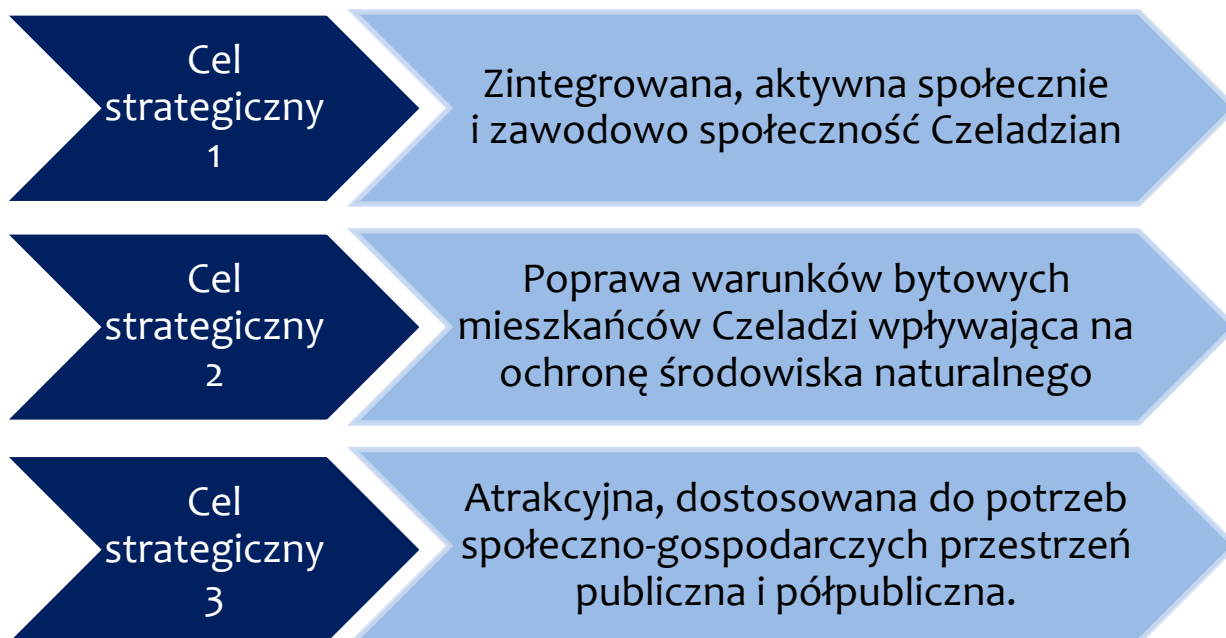 Cel
strategiczny
1
Zintegrowana, aktywna społecznie
i zawodowo społeczność Czeladzian
Cel
strategiczny
2
Poprawa warunków bytowych
mieszkańców Czeladzi wpływająca na
ochronę środowiska naturalnego
Cel
strategiczny
3
Atrakcyjna, dostosowana do potrzeb
społeczno-gospodarczych przestrzeń
publiczna i półpubliczna.